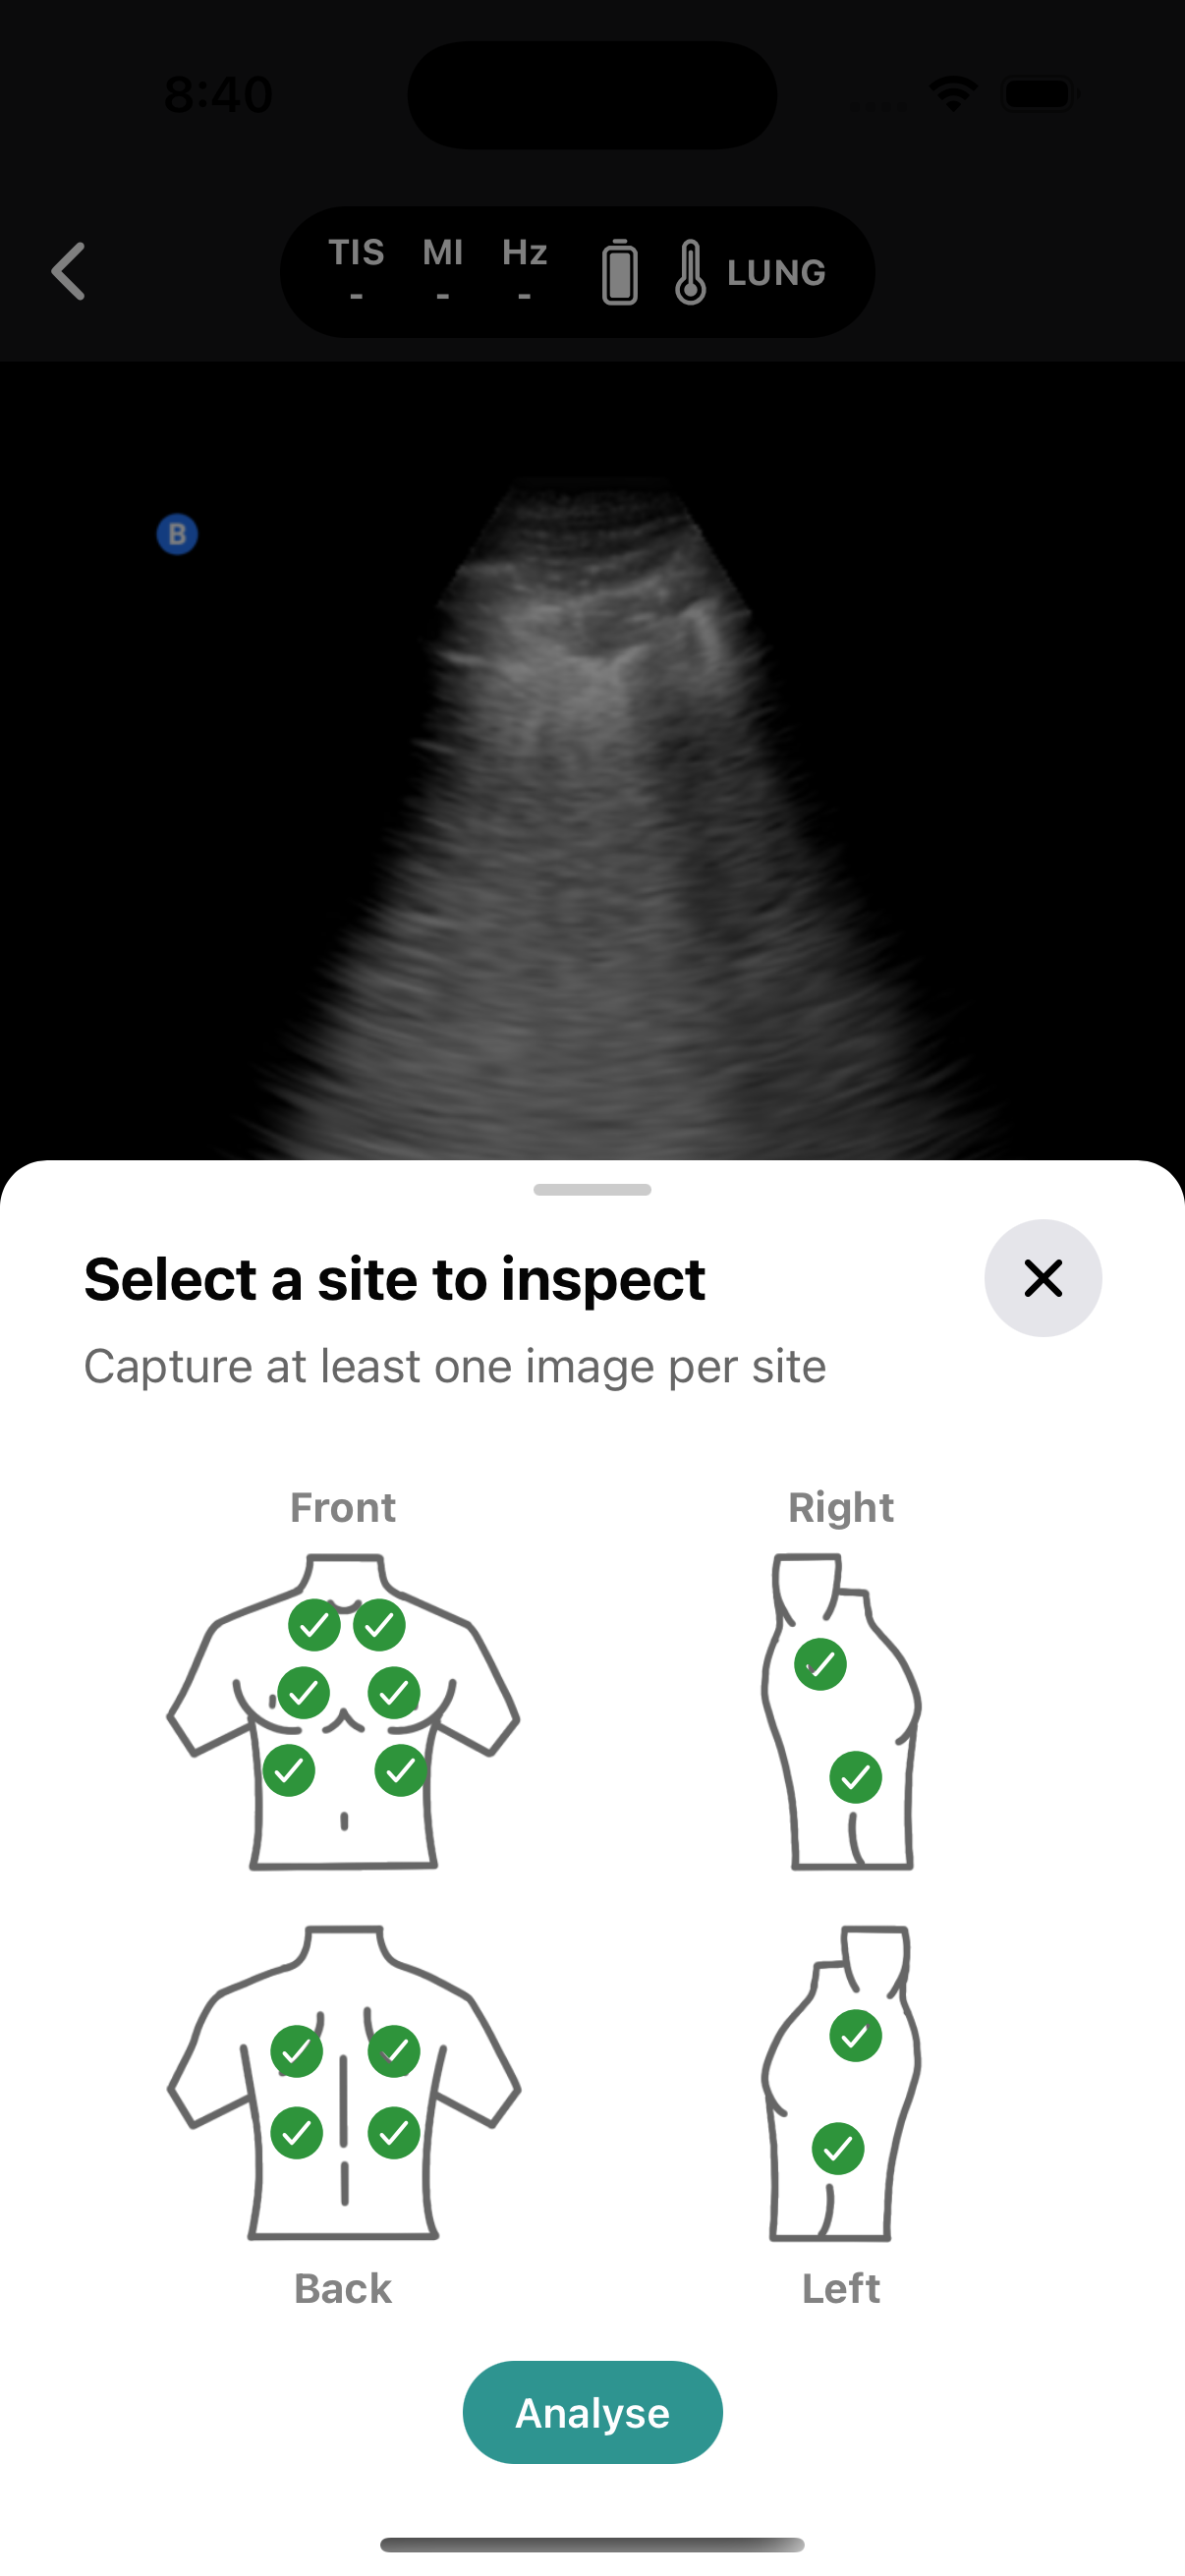 8:40
TIS MI Hz LUNG
- - -
B
Select a site to inspect
Capture at least one image per site
Front Right
Back Left
Analyse